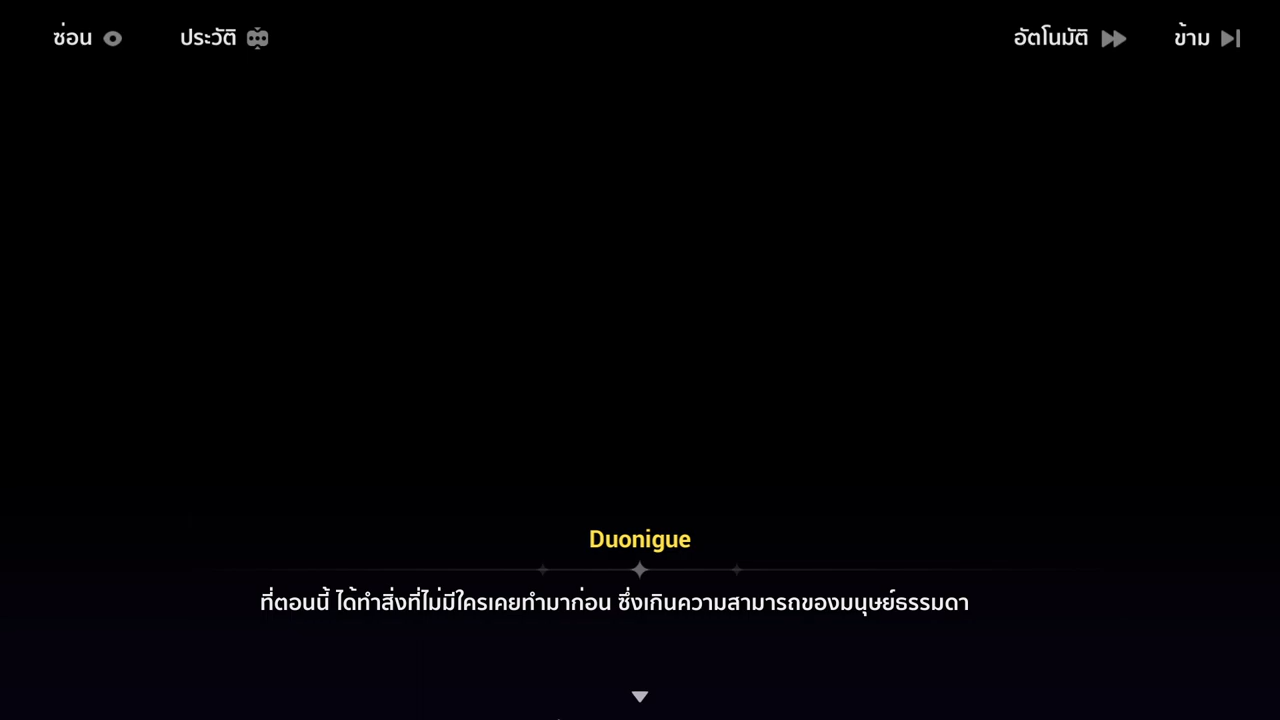 ซ่อน
ประวัติ
อัตโนมัติ
ข้าม
Duonigue
ที่ตอนนี้ ได้ทำสิ่งที่ไม่มีใครเคยทำมาก่อน ซึ่งเกินความสามารถของมนุษย์ธรรมดา